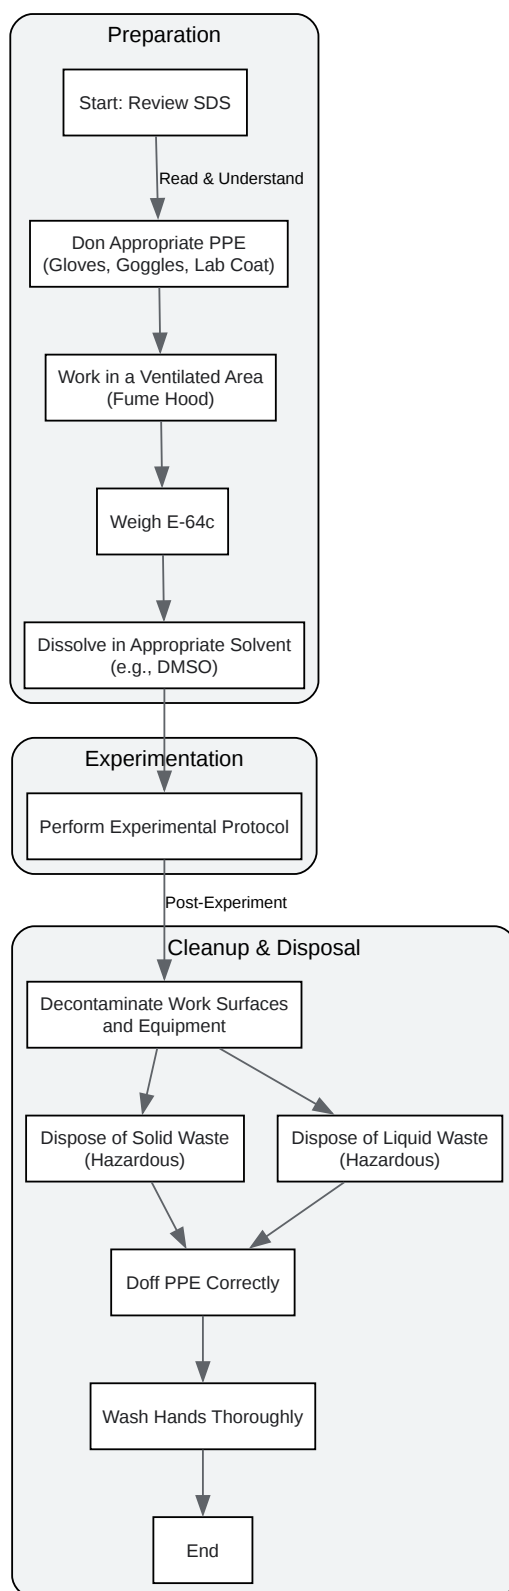 Preparation
Start: Review SDS
Read & Understand
Don Appropriate PPE
(Gloves, Goggles, Lab Coat)
Work in a Ventilated Area
(Fume Hood)
Weigh E-64c
Dissolve in Appropriate Solvent
(e.g., DMSO)
Experimentation
Perform Experimental Protocol
Post-Experiment
Cleanup & Disposal
Decontaminate Work Surfaces
and Equipment
Dispose of Solid Waste
(Hazardous)
Dispose of Liquid Waste
(Hazardous)
Doff PPE Correctly
Wash Hands Thoroughly
End